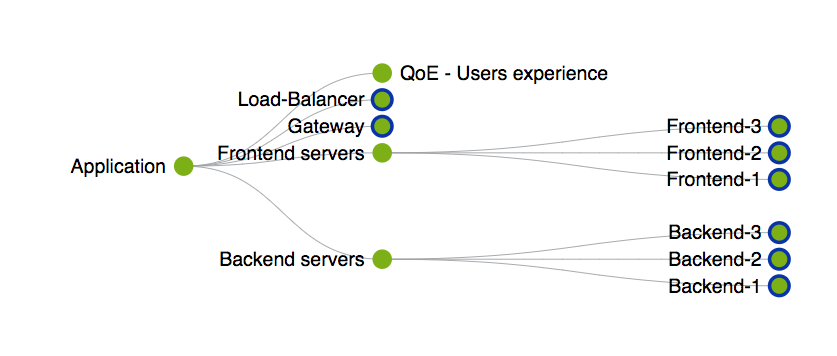 QoE - Users experience
Load-Balancer
Gateway
Frontend servers
Application
Backend servers
Frontend-3
Frontend-2
Frontend-1
Backend-3
Backend-2
Backend-1